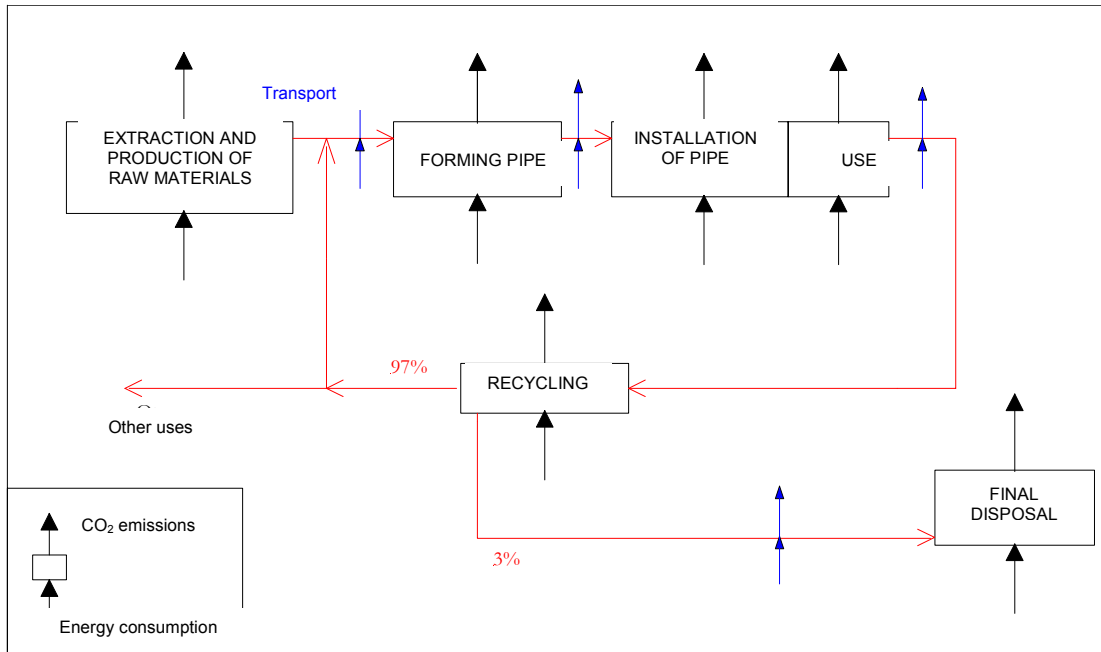 Transport
EXTRACTION AND
PRODUCTION OF
RAW MATERIALS
FORMING PIPE
INSTALLATION
OF PIPE
USE
97%
RECYCLING
Other uses
FINAL
DISPOSAL
CO₂ emissions
3%
Energy consumption